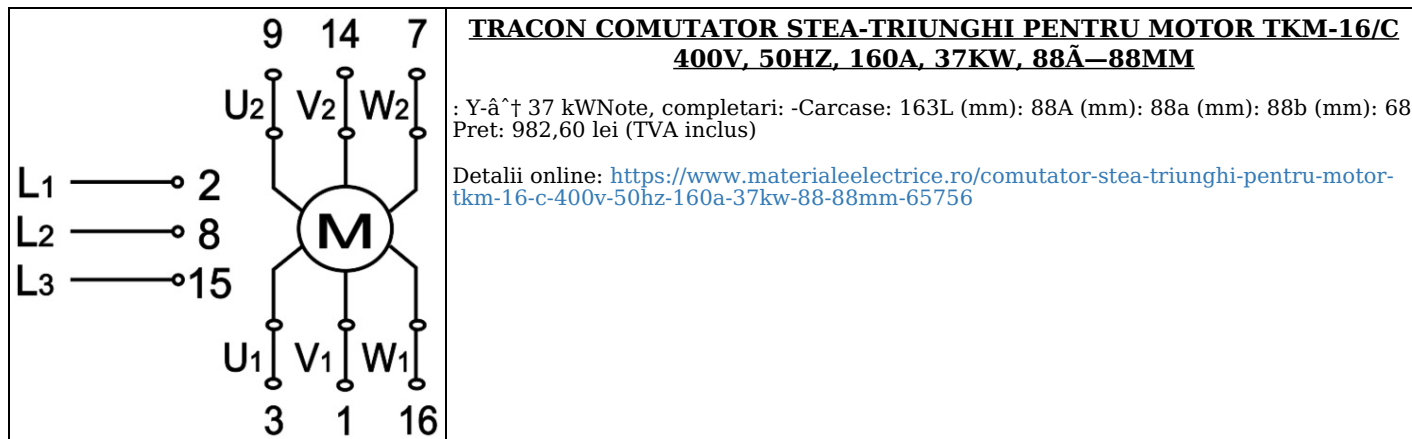 9 14 7
U2 V2 W2
L1 2
L2 8
L3 15
M
U1 V1 W1
3 1 16
TRACON COMUTATOR STEA-TRIUNGHI PENTRU MOTOR TKM-16/C
400V, 50HZ, 160A, 37KW, 88Ã—88MM
: Y-âˆ† 37 kWNote, completari: -Carcase: 163L (mm): 88A (mm): 88a (mm): 88b (mm): 68
Pret: 982,60 lei (TVA inclus)
Detalii online: https://www.materialeelectrice.ro/comutator-stea-triunghi-pentru-motor-
tkm-16-c-400v-50hz-160a-37kw-88-88mm-65756